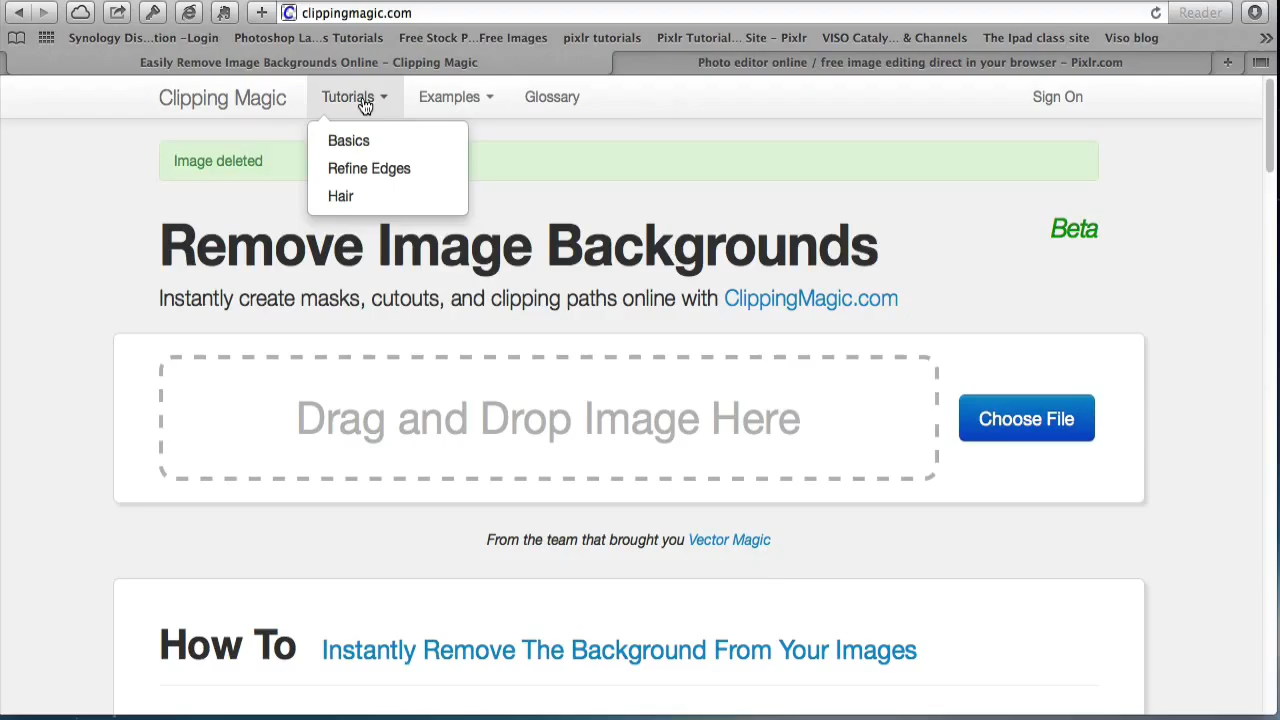 clippingmagic.com
Reader
Synology Dis...tion -Login Photoshop La...s Tutorials Free Stock P...Free Images pixlr tutorials Pixlr Tutorial... Site - Pixlr VISO Cataly... & Channels The Ipad class site Viso blog
Easily Remove Image Backgrounds Online – Clipping Magic Photo editor online / free image editing direct in your browser - Pixlr.com
Clipping Magic Tutorials Examples Glossary Sign On
Basics
Image deleted
Refine Edges
Hair
Remove Image Backgrounds
Beta
Instantly create masks, cutouts, and clipping paths online with ClippingMagic.com
Drag and Drop Image Here
Choose File
From the team that brought you Vector Magic
How To Instantly Remove The Background From Your Images